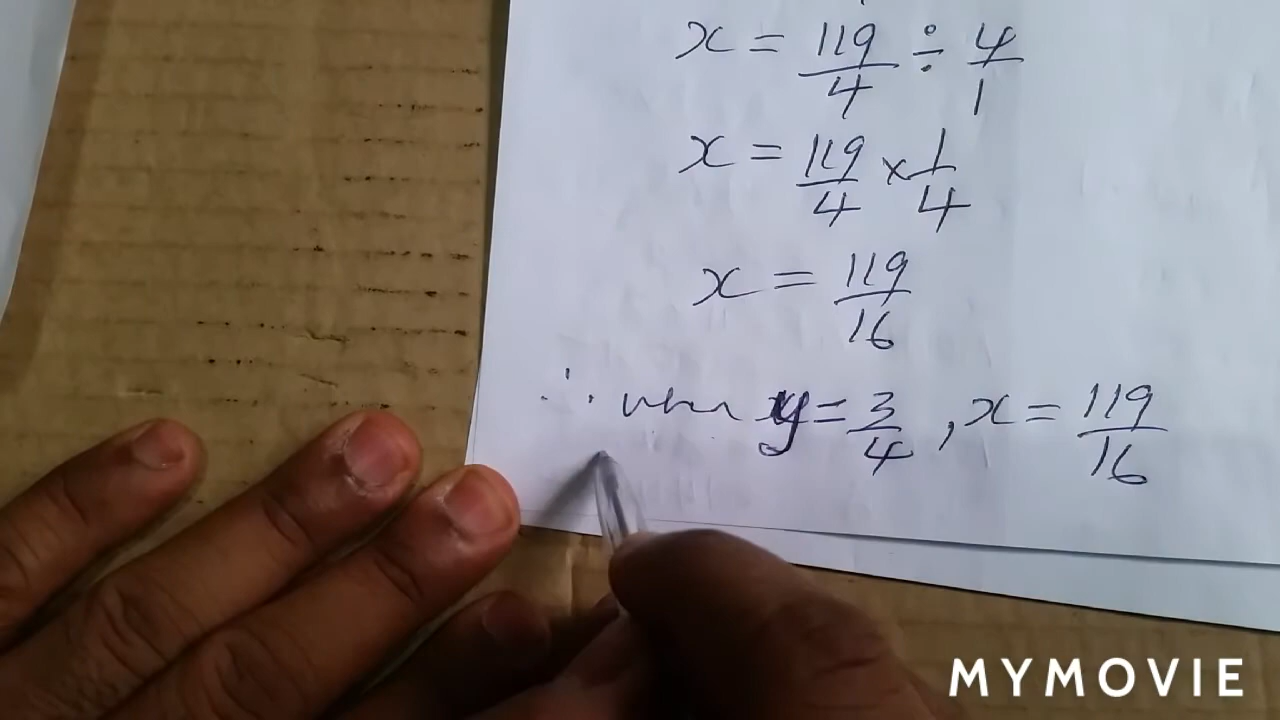 x = 119/4 ÷ 4/1
x = 119/4 × 1/4
x = 119/16
∴ when y = 3/4, x = 119/16
MYMOVIE